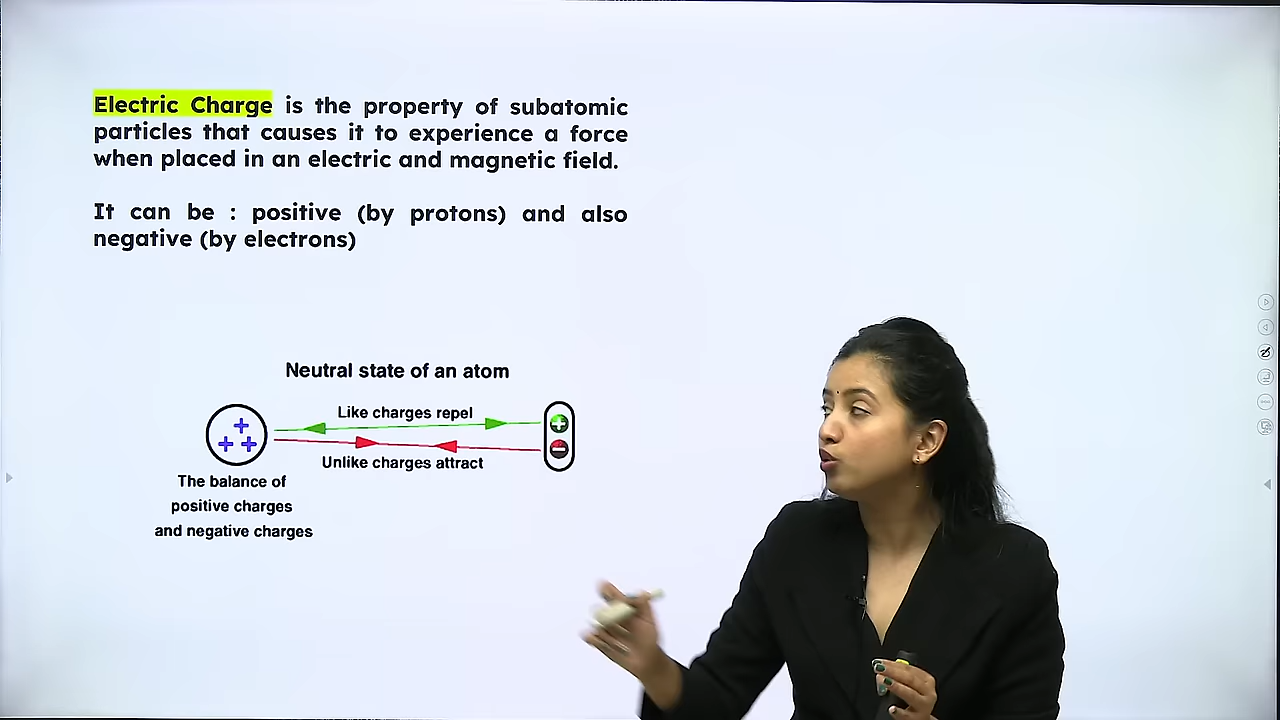 Electric Charge is the property of subatomic
particles that causes it to experience a force
when placed in an electric and magnetic field.
It can be : positive (by protons) and also
negative (by electrons)
Neutral state of an atom
Like charges repel
Unlike charges attract
The balance of
positive charges
and negative charges